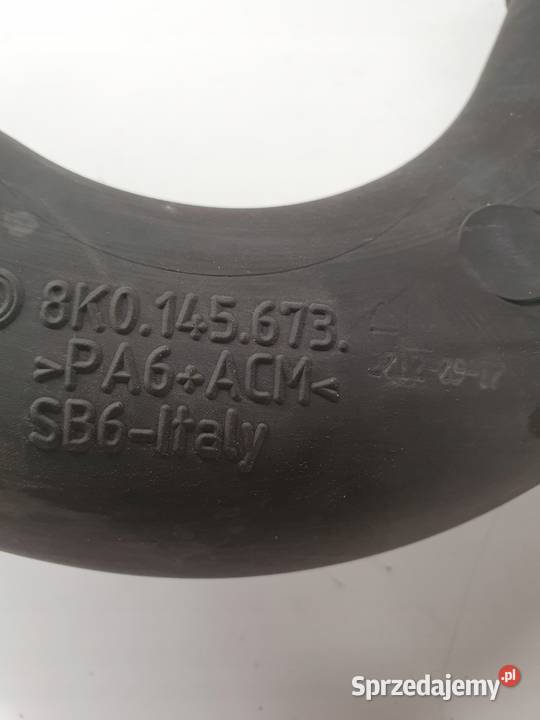 8K0.145.673.
>PA6+ACM<
SB6-Italy
Sprzedajemy.pl